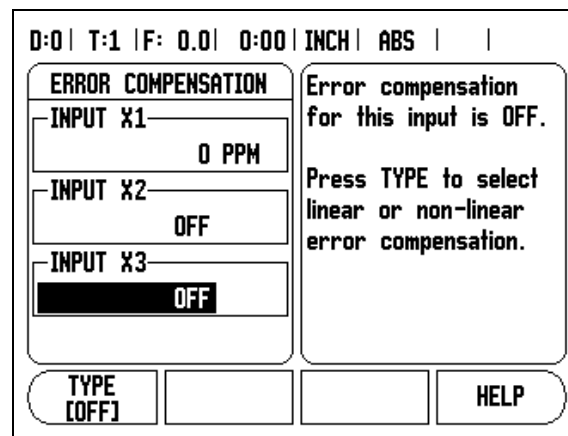 D:0| T:1 |F: 0.0| 0:00| INCH| ABS | |
ERROR COMPENSATION
INPUT X1
0 PPM
INPUT X2
OFF
INPUT X3
OFF
Error compensation
for this input is OFF.
Press TYPE to select
linear or non-linear
error compensation.
TYPE
[OFF]
HELP